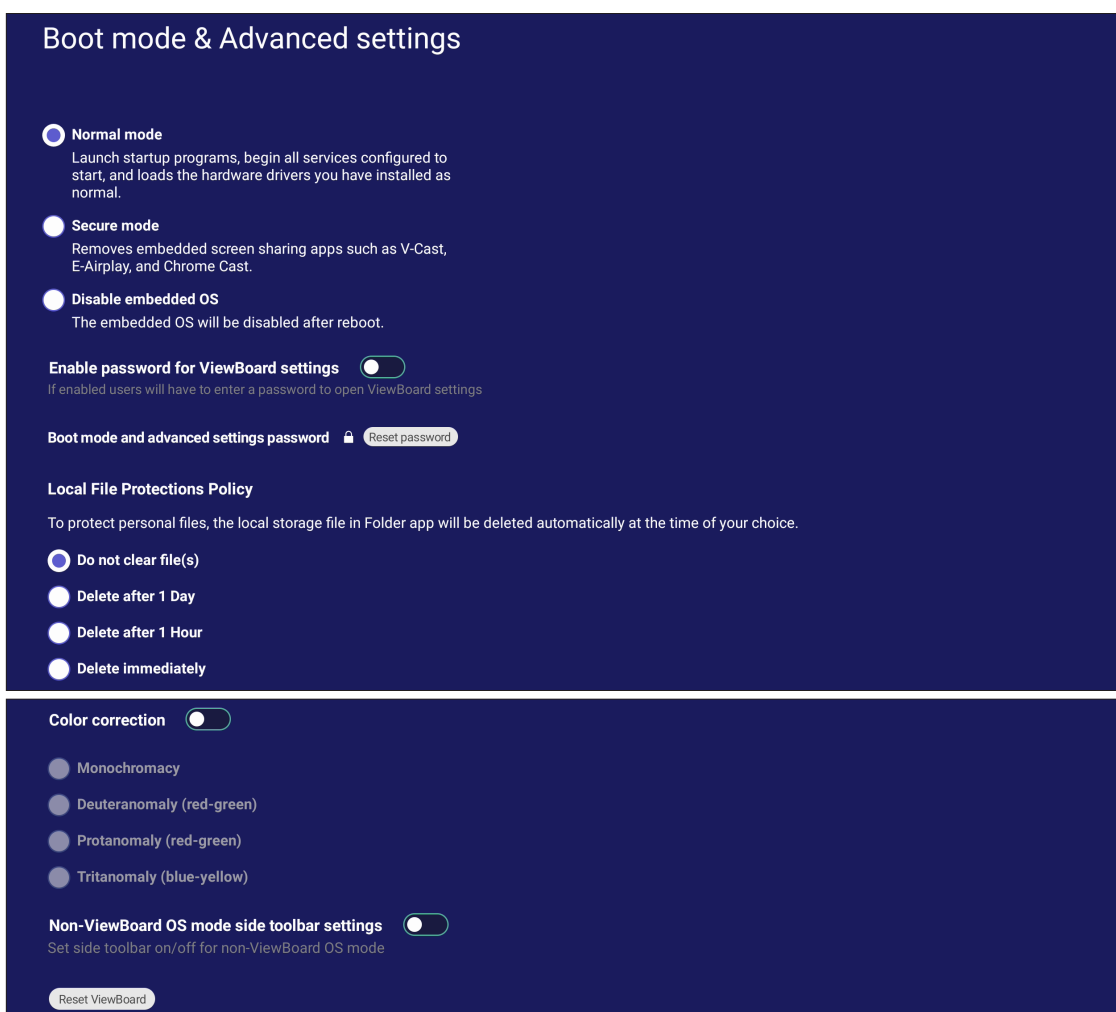 Boot mode & Advanced settings
Normal mode
Launch startup programs, begin all services configured to
start, and loads the hardware drivers you have installed as
normal.
Secure mode
Removes embedded screen sharing apps such as V-Cast,
E-Airplay, and Chrome Cast.
Disable embedded OS
The embedded OS will be disabled after reboot.
Enable password for ViewBoard settings
If enabled users will have to enter a password to open ViewBoard settings
Boot mode and advanced settings password Reset password
Local File Protections Policy
To protect personal files, the local storage file in Folder app will be deleted automatically at the time of your choice.
Do not clear file(s)
Delete after 1 Day
Delete after 1 Hour
Delete immediately
Color correction
Monochromacy
Deuteranomaly (red-green)
Protanomaly (red-green)
Tritanomaly (blue-yellow)
Non-ViewBoard OS mode side toolbar settings
Set side toolbar on/off for non-ViewBoard OS mode
Reset ViewBoard